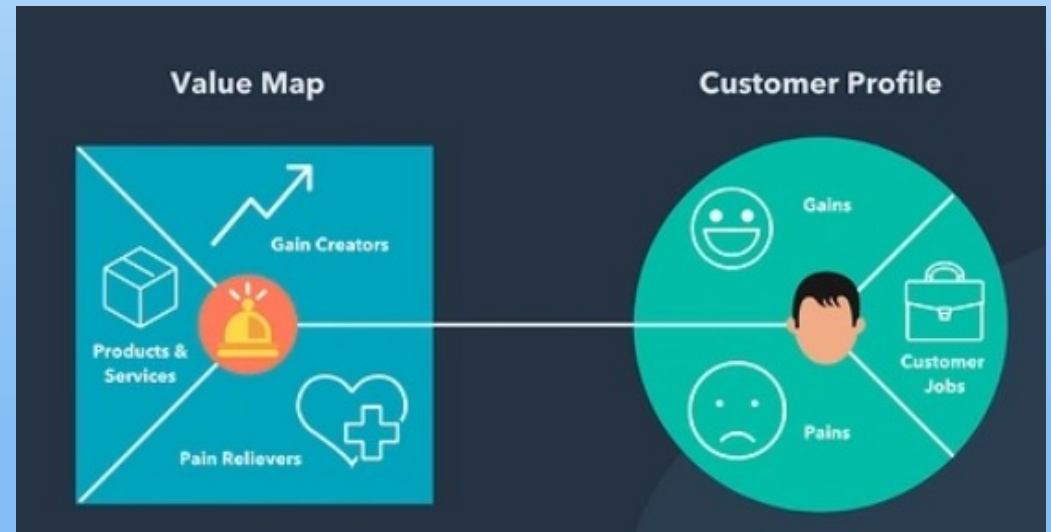 Value Map
Customer Profile
Gain Creators
Products &
Services
Pain Relievers
Gains
Customer
Jobs
Pains